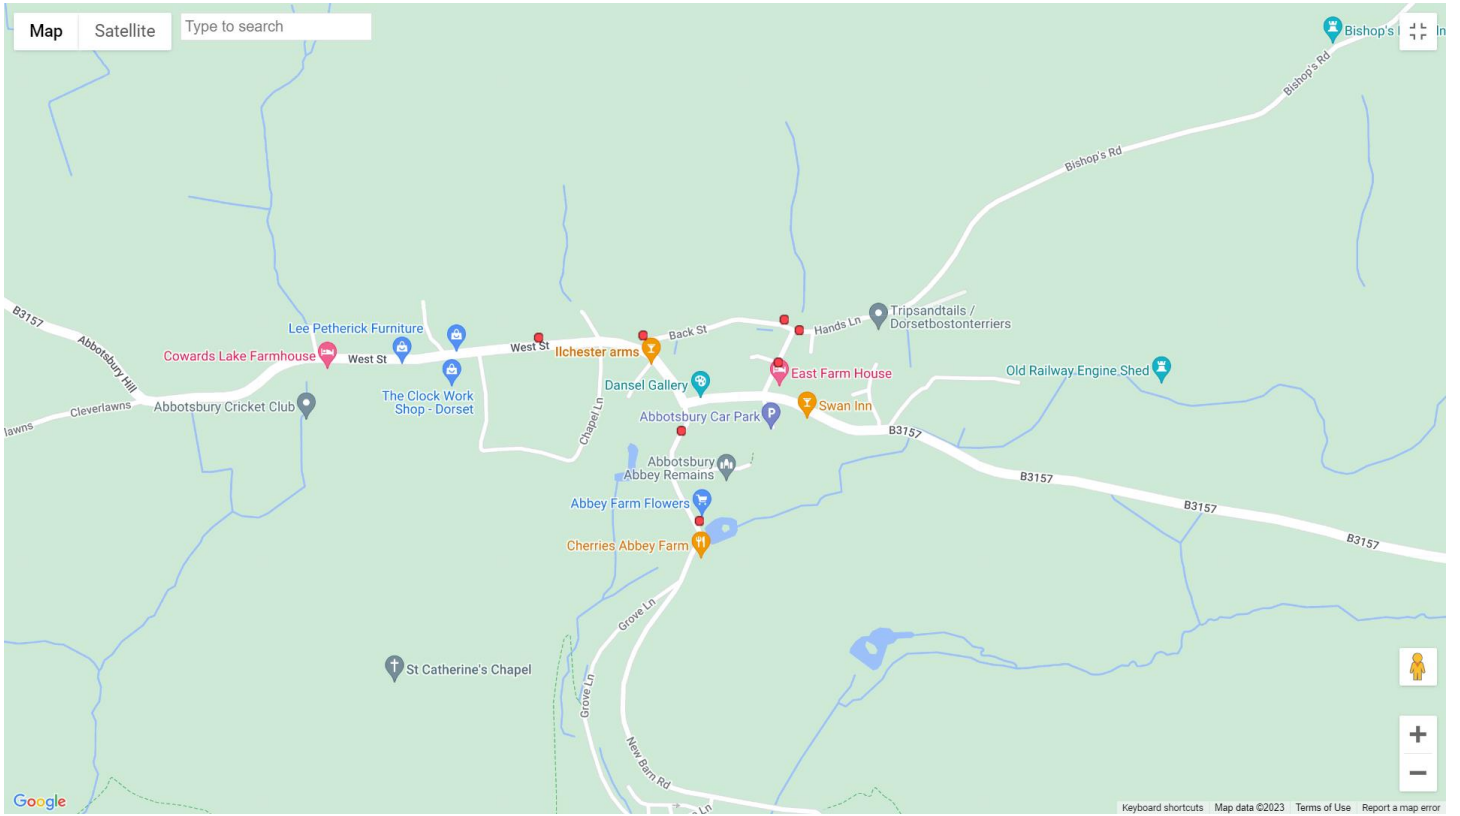 Map
Satellite
Type to search
Bishop's
Bishop's Rd
Bishop's Rd
B3157
Abbotsbury Hill
Cleverlawns
lawns
Lee Petherick Furniture
Cowards Lake Farmhouse
West St
The Clock Work
Shop - Dorset
Abbotsbury Cricket Club
West St
Ilchester arms
Back St
Hands Ln
Tripsandtails /
Dorsetbostonterriers
Chapel Ln
Dansel Gallery
East Farm House
Old Railway Engine Shed
Abbotsbury Car Park
P
Swan Inn
B3157
B3157
B3157
B3157
Abbotsbury
Abbey Remains
Abbey Farm Flowers
Cherries Abbey Farm
Grove Ln
Grove Ln
St Catherine's Chapel
New Barn Rd
Ln
Google
Keyboard shortcuts
Map data ©2023
Terms of Use
Report a map error